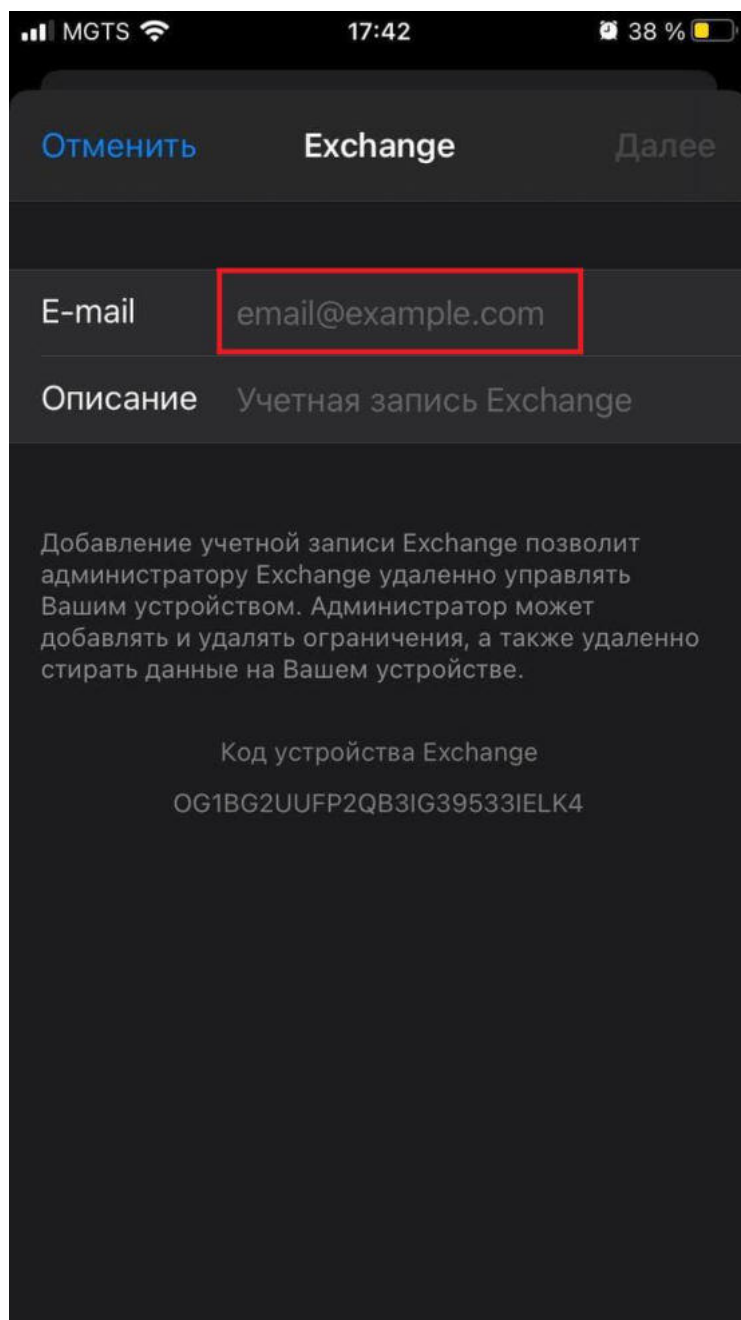 MGTS 17:42 38 %
Отменить Exchange Далее
E-mail email@example.com
Описание Учетная запись Exchange
Добавление учетной записи Exchange позволит
администратору Exchange удаленно управлять
Вашим устройством. Администратор может
добавлять и удалять ограничения, а также удаленно
стирать данные на Вашем устройстве.
Код устройства Exchange
OG1BG2UUFP2QB3IG39533IELK4